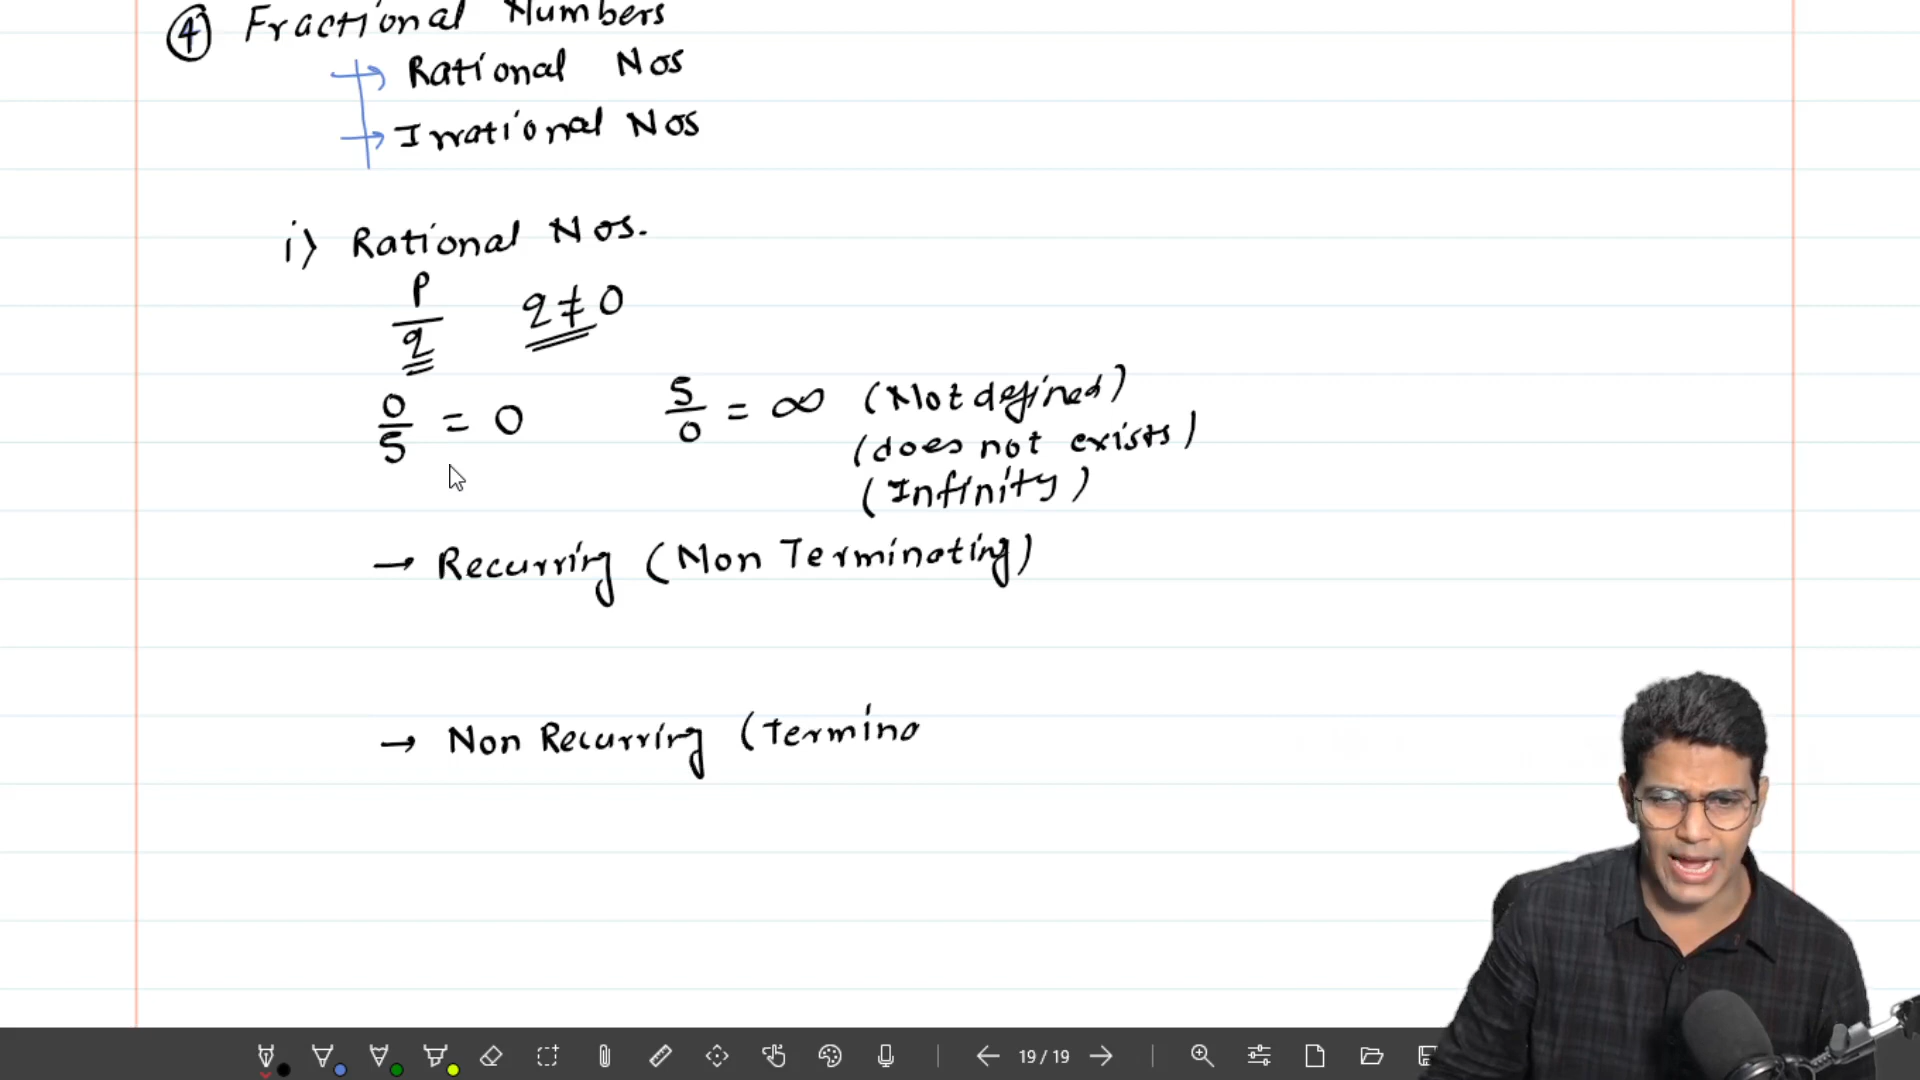 ④ Fractional Numbers
→ Rational Nos
→ Irrational Nos
i) Rational Nos.
p/q q ≠ 0
0/5 = 0 5/0 = ∞ (Not defined)
(does not exists)
(Infinity)
→ Recurring (Non Terminating)
→ Non Recurring (Termina
19 / 19